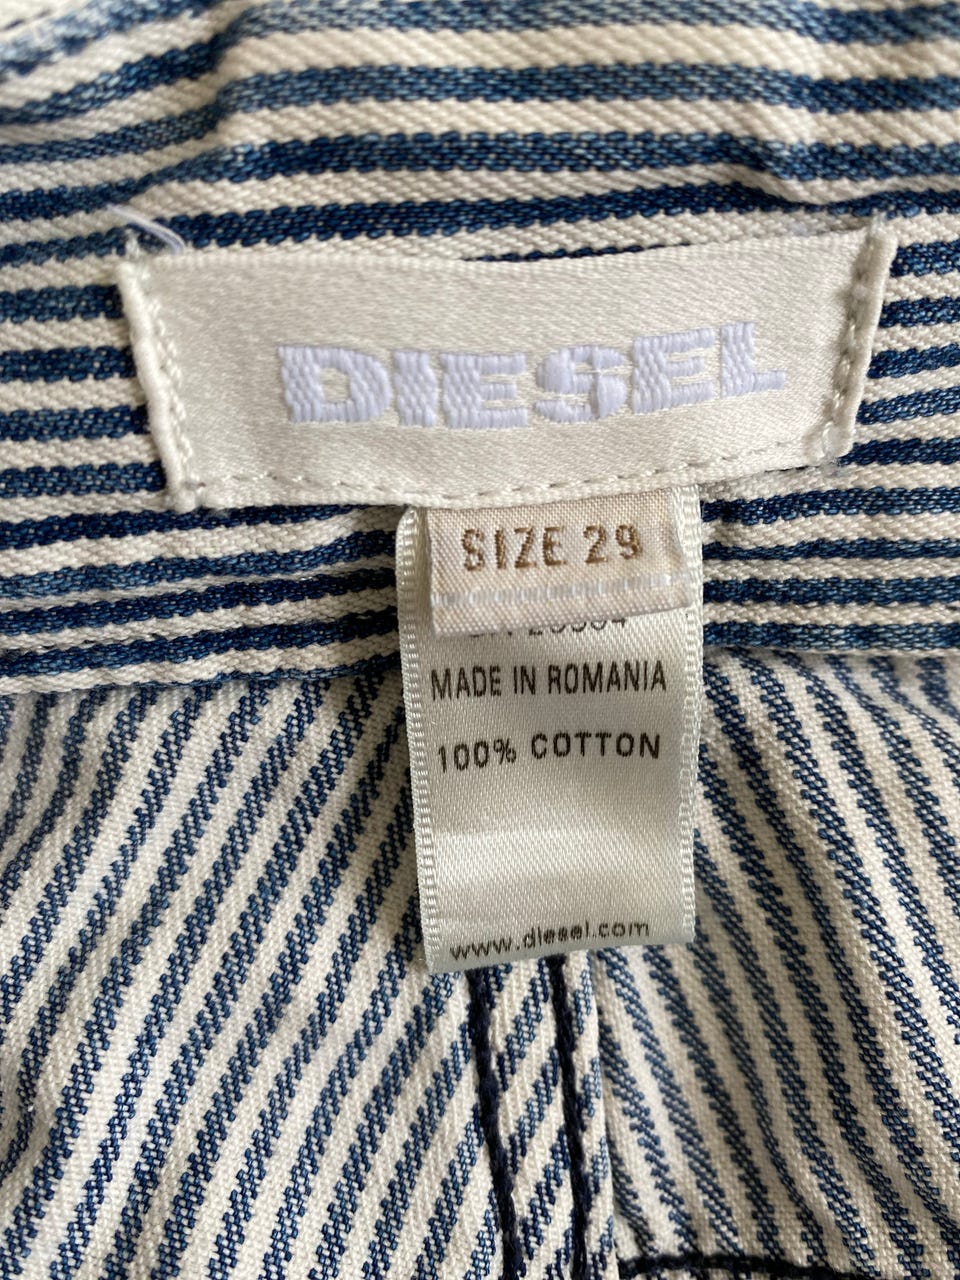 DIESEL
SIZE 29
MADE IN ROMANIA
100% COTTON
www.diesel.com